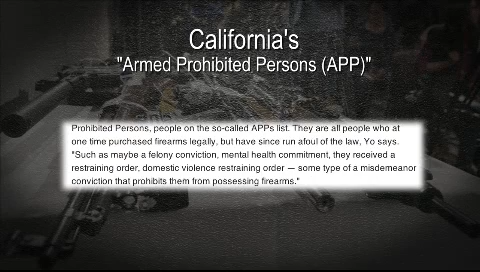 California's
"Armed Prohibited Persons (APP)"
Prohibited Persons, people on the so-called APPs list. They are all people who at
one time purchased firearms legally, but have since run afoul of the law, Yo says.
"Such as maybe a felony conviction, mental health commitment, they received a
restraining order, domestic violence restraining order — some type of a misdemeanor
conviction that prohibits them from possessing firearms."